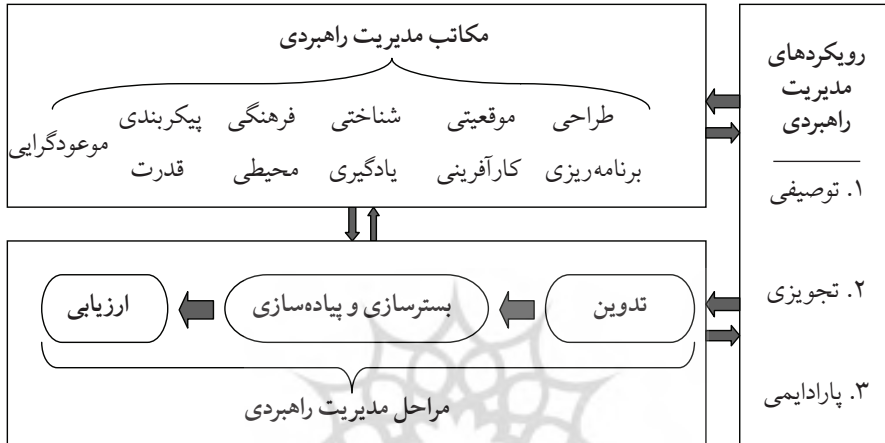 مکاتب مدیریت راهبردی
طراحی موقعیتی شناختی فرهنگی پیکربندی
موعودگرایی
برنامه‌ریزی کارآفرینی یادگیری محیطی قدرت
رویکردهای
مدیریت
راهبردی
۱. توصیفی
۲. تجویزی
۳. پارادایمی
تدوین
بسترسازی و پیاده‌سازی
ارزیابی
مراحل مدیریت راهبردی